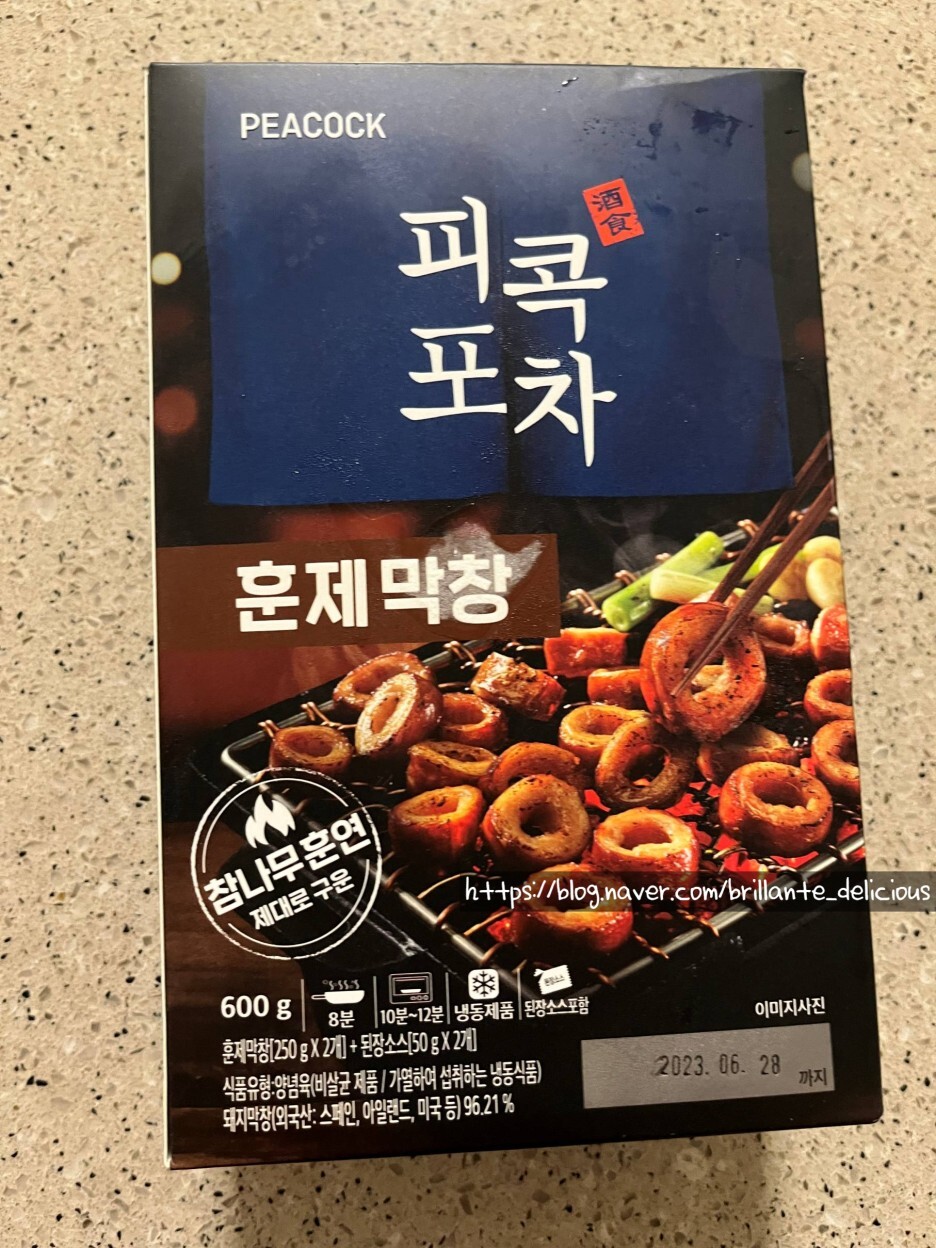 PEACOCK
酒食
피콕
포차
훈제막창
참나무훈연
제대로 구운
https://blog.naver.com/brillante_delicious
600 g
8분
10분~12분
냉동제품
된장소스
된장소스포함
이미지사진
훈제막창[250 g X 2개] + 된장소스[50 g X 2개]
식품유형:양념육(비살균 제품 / 가열하여 섭취하는 냉동식품)
돼지막창(외국산: 스페인, 아일랜드, 미국 등) 96.21 %
2023. 06. 28
까지